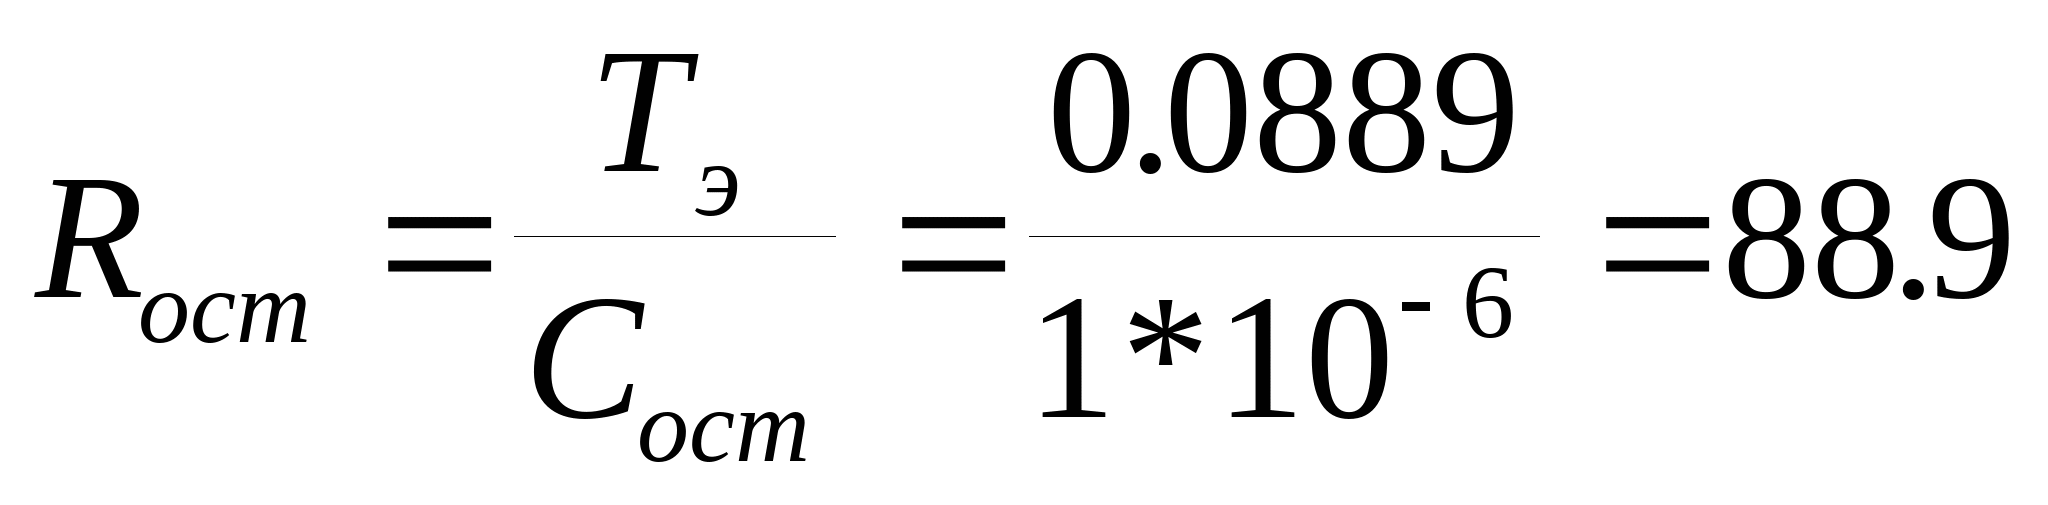 R_ост = T_э / C_ост = 0.0889 / 1*10^-6 = 88.9